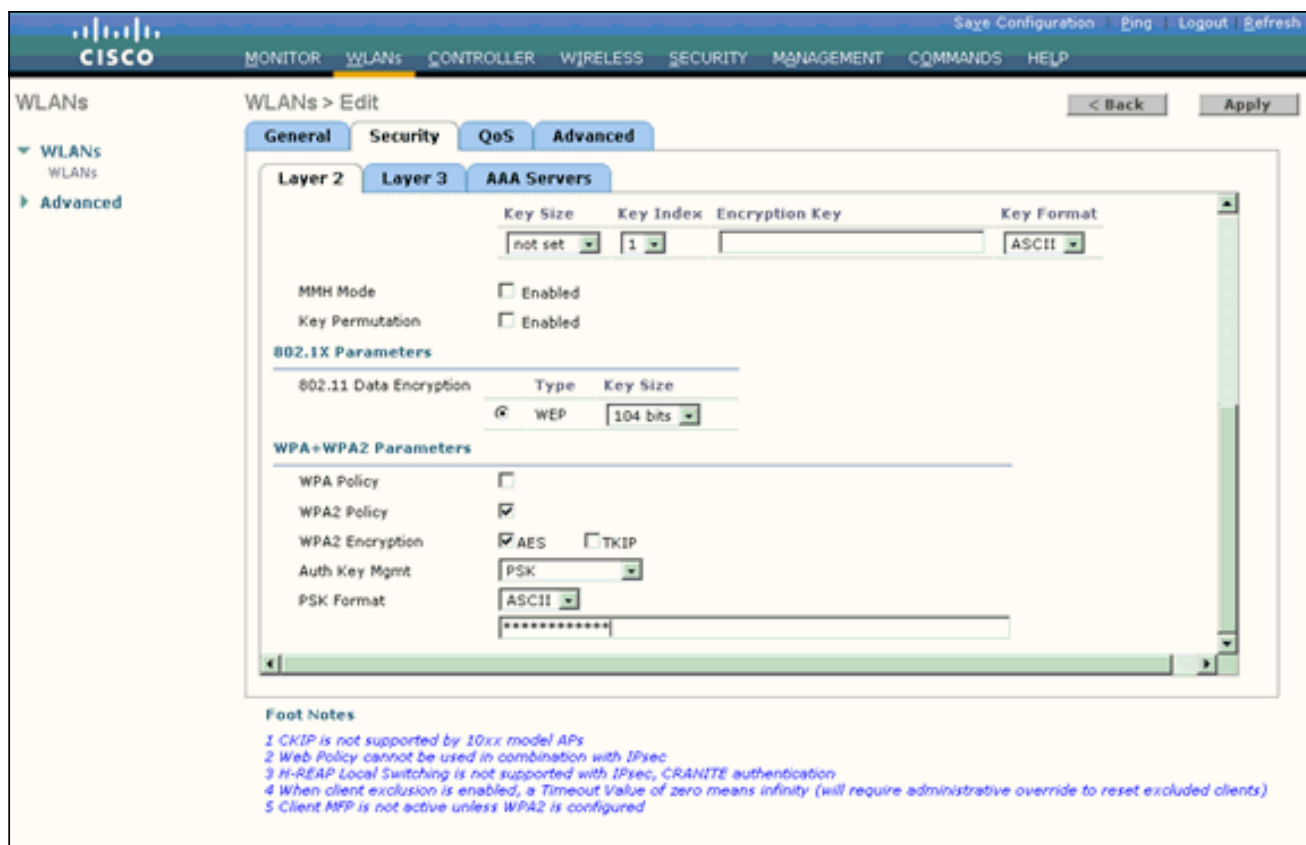 Save Configuration | Ping | Logout | Refresh
CISCO
MONITOR WLANs CONTROLLER WIRELESS SECURITY MANAGEMENT COMMANDS HELP
WLANs
WLANs
WLANs
Advanced
WLANs > Edit
< Back
Apply
General Security QoS Advanced
Layer 2 Layer 3 AAA Servers
Key Size Key Index Encryption Key Key Format
not set 1 ASCII
MMH Mode Enabled
Key Permutation Enabled
802.1X Parameters
802.11 Data Encryption Type Key Size
WEP 104 bits
WPA+WPA2 Parameters
WPA Policy
WPA2 Policy
WPA2 Encryption AES TKIP
Auth Key Mgmt PSK
PSK Format ASCII
************
Foot Notes
1 CKIP is not supported by 10xx model APs
2 Web Policy cannot be used in combination with IPsec
3 H-REAP Local Switching is not supported with IPsec, CRANITE authentication
4 When client exclusion is enabled, a Timeout Value of zero means infinity (will require administrative override to reset excluded clients)
5 Client MFP is not active unless WPA2 is configured